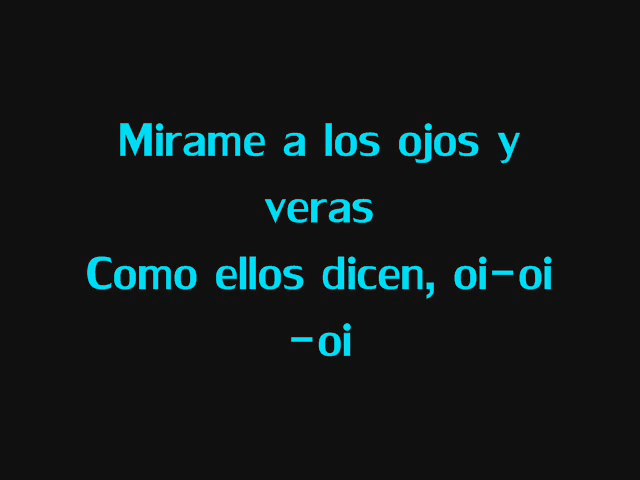 Mirame a los ojos y
veras
Como ellos dicen, oi-oi
-oi